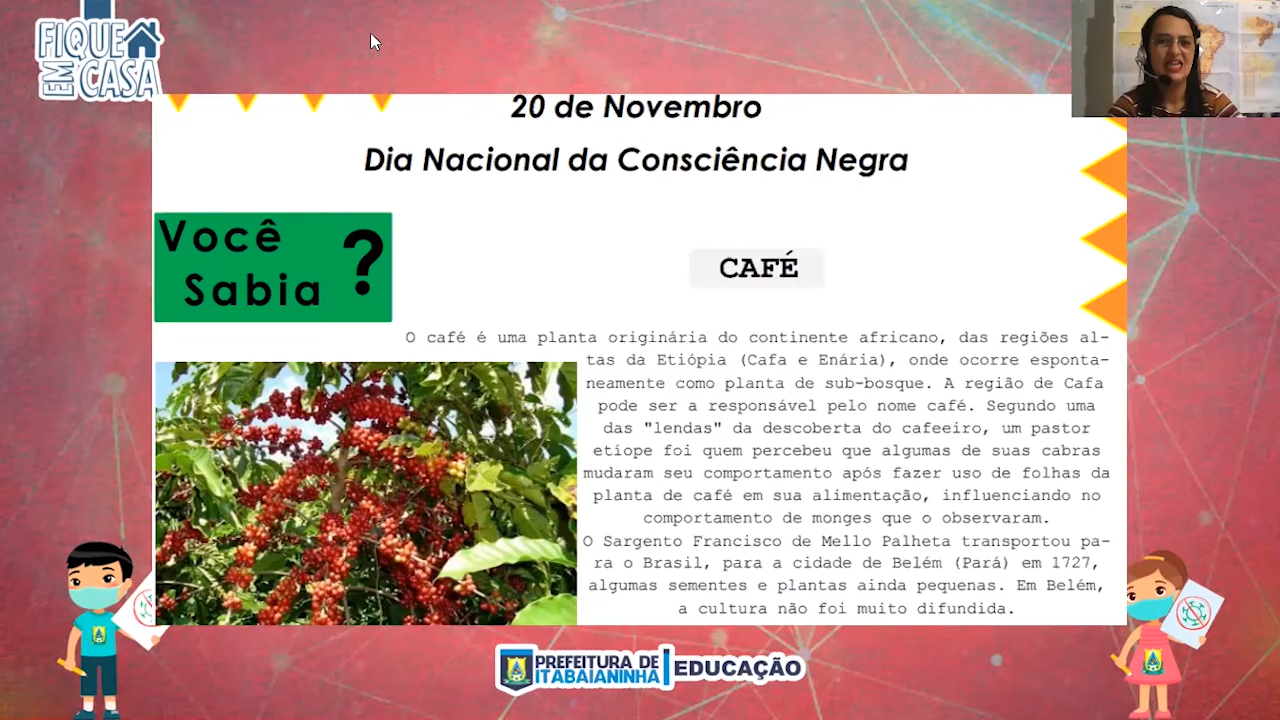 FIQUE
EM
CASA
20 de Novembro
Dia Nacional da Consciência Negra
Você
Sabia ?
CAFÉ
O café é uma planta originária do continente africano, das regiões al-
tas da Etiópia (Cafa e Enária), onde ocorre esponta-
neamente como planta de sub-bosque. A região de Cafa
pode ser a responsável pelo nome café. Segundo uma
das "lendas" da descoberta do cafeeiro, um pastor
etíope foi quem percebeu que algumas de suas cabras
mudaram seu comportamento após fazer uso de folhas da
planta de café em sua alimentação, influenciando no
comportamento de monges que o observaram.
O Sargento Francisco de Mello Palheta transportou pa-
ra o Brasil, para a cidade de Belém (Pará) em 1727,
algumas sementes e plantas ainda pequenas. Em Belém,
a cultura não foi muito difundida.
PREFEITURA DE
ITABAIANINHA
EDUCAÇÃO